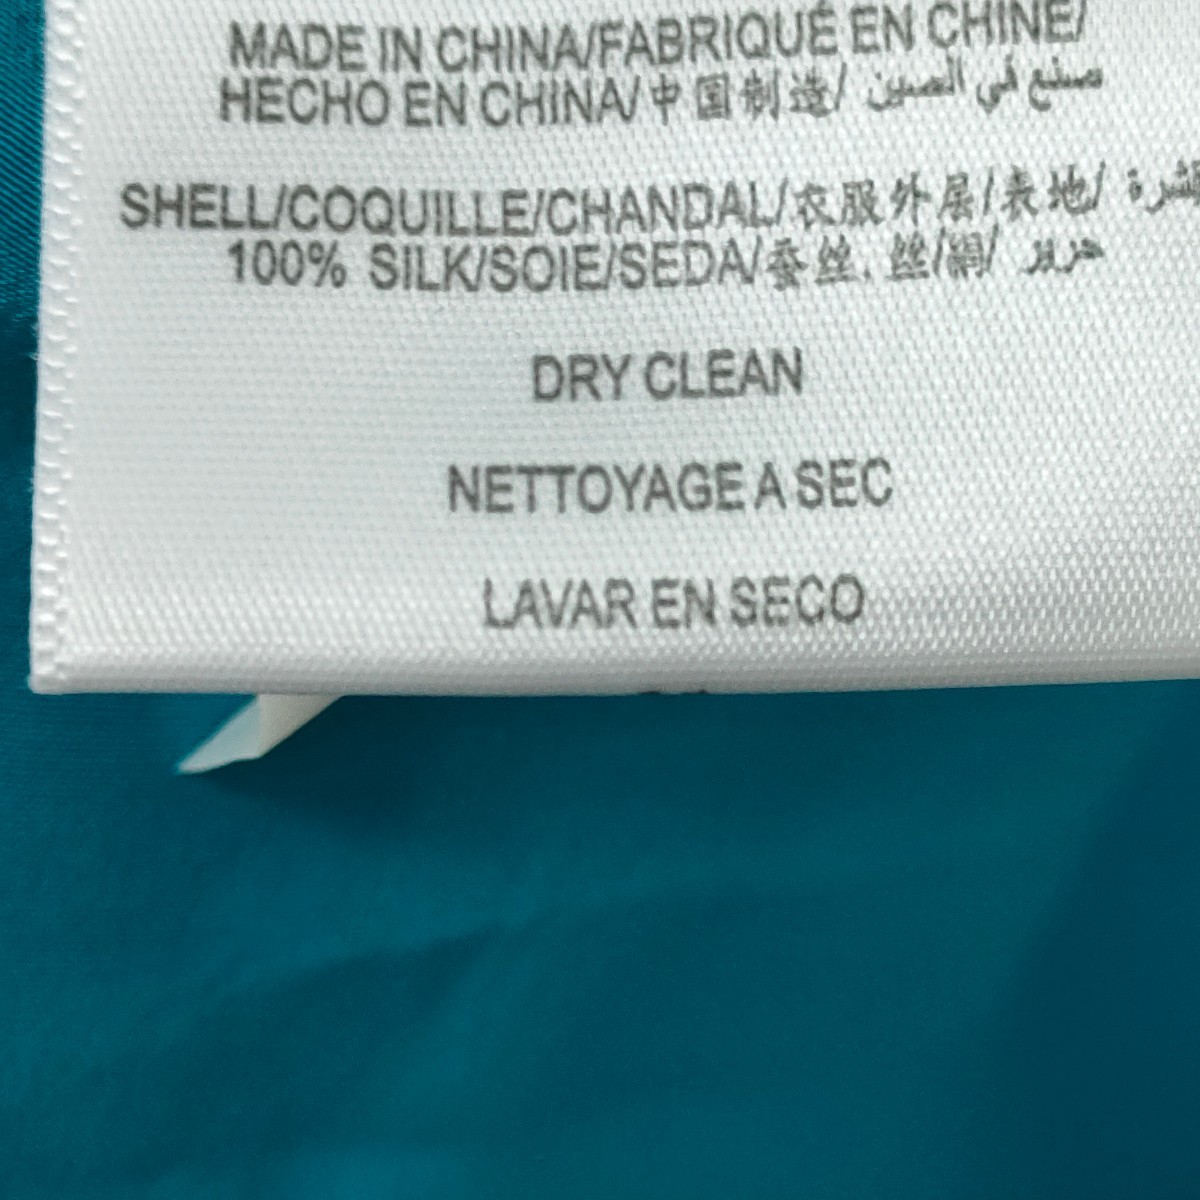 MADE IN CHINA/FABRIQUÉ EN CHINE/
HECHO EN CHINA/中国制造/ صنع في الصين
SHELL/COQUILLE/CHANDAL/衣服外层/表地/
100% SILK/SOIE/SEDA/蚕丝, 丝/絹/ حرير
DRY CLEAN
NETTOYAGE A SEC
LAVAR EN SECO